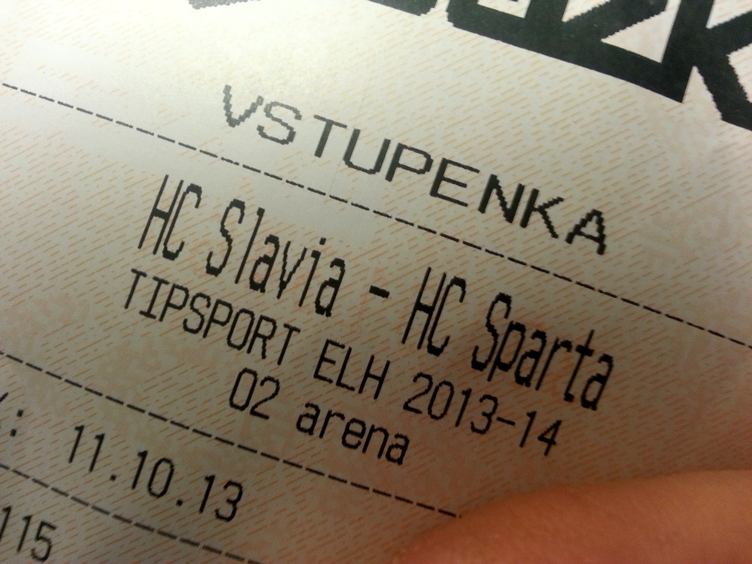 VSTUPENKA
HC Slavia - HC Sparta
TIPSPORT ELH 2013-14
O2 arena
11.10.13
115